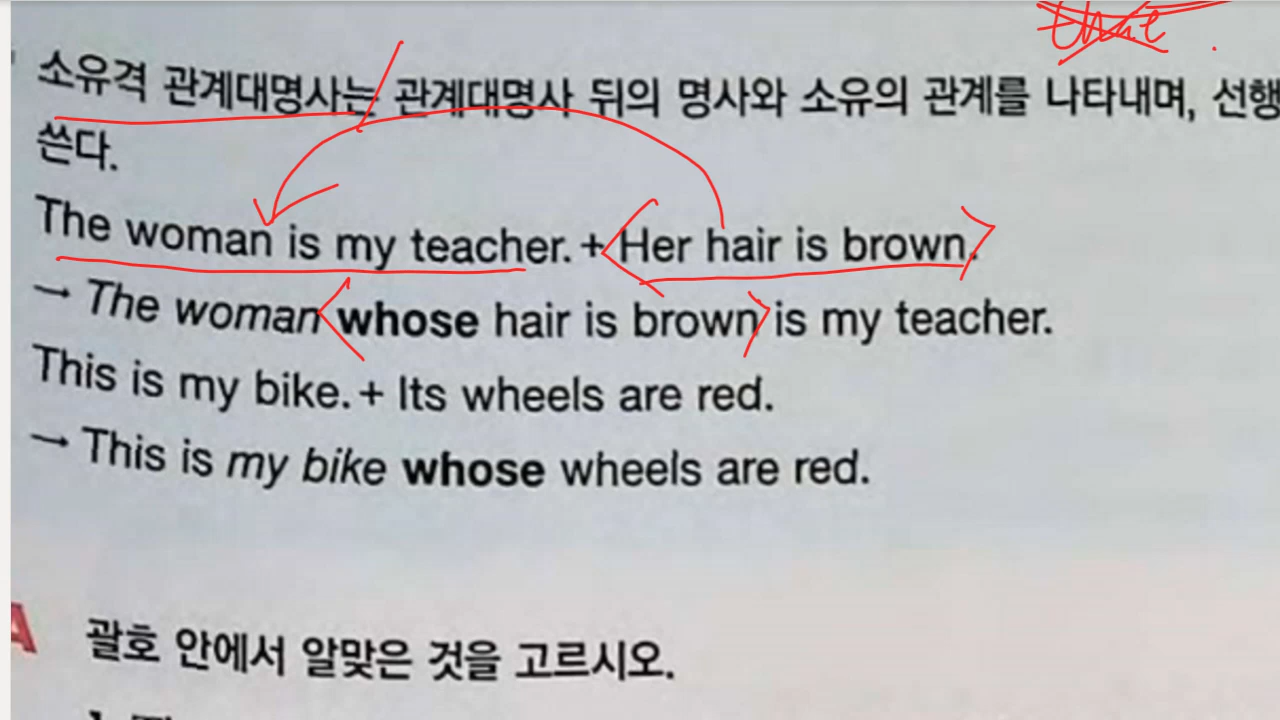 소유격 관계대명사는 관계대명사 뒤의 명사와 소유의 관계를 나타내며, 선행
쓴다.
The woman is my teacher. + Her hair is brown.
→ The woman whose hair is brown is my teacher.
This is my bike. + Its wheels are red.
→ This is my bike whose wheels are red.
A 괄호 안에서 알맞은 것을 고르시오.